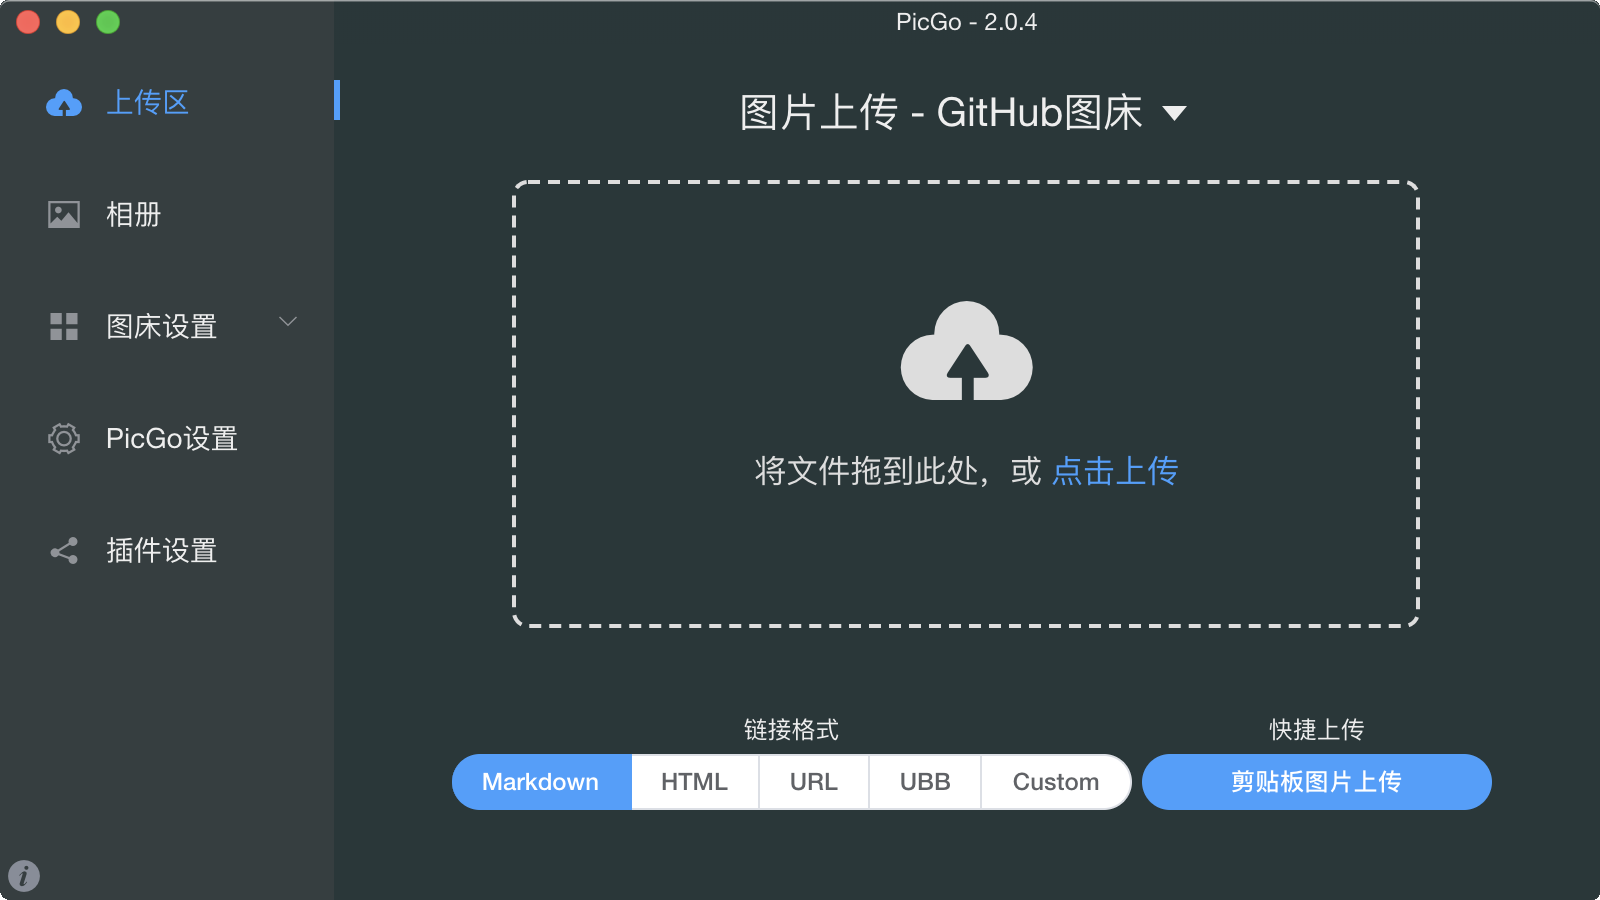 PicGo - 2.0.4
上传区
相册
图床设置
PicGo设置
插件设置
图片上传 - GitHub图床
将文件拖到此处，或 点击上传
链接格式
Markdown HTML URL UBB Custom
快捷上传
剪贴板图片上传
i